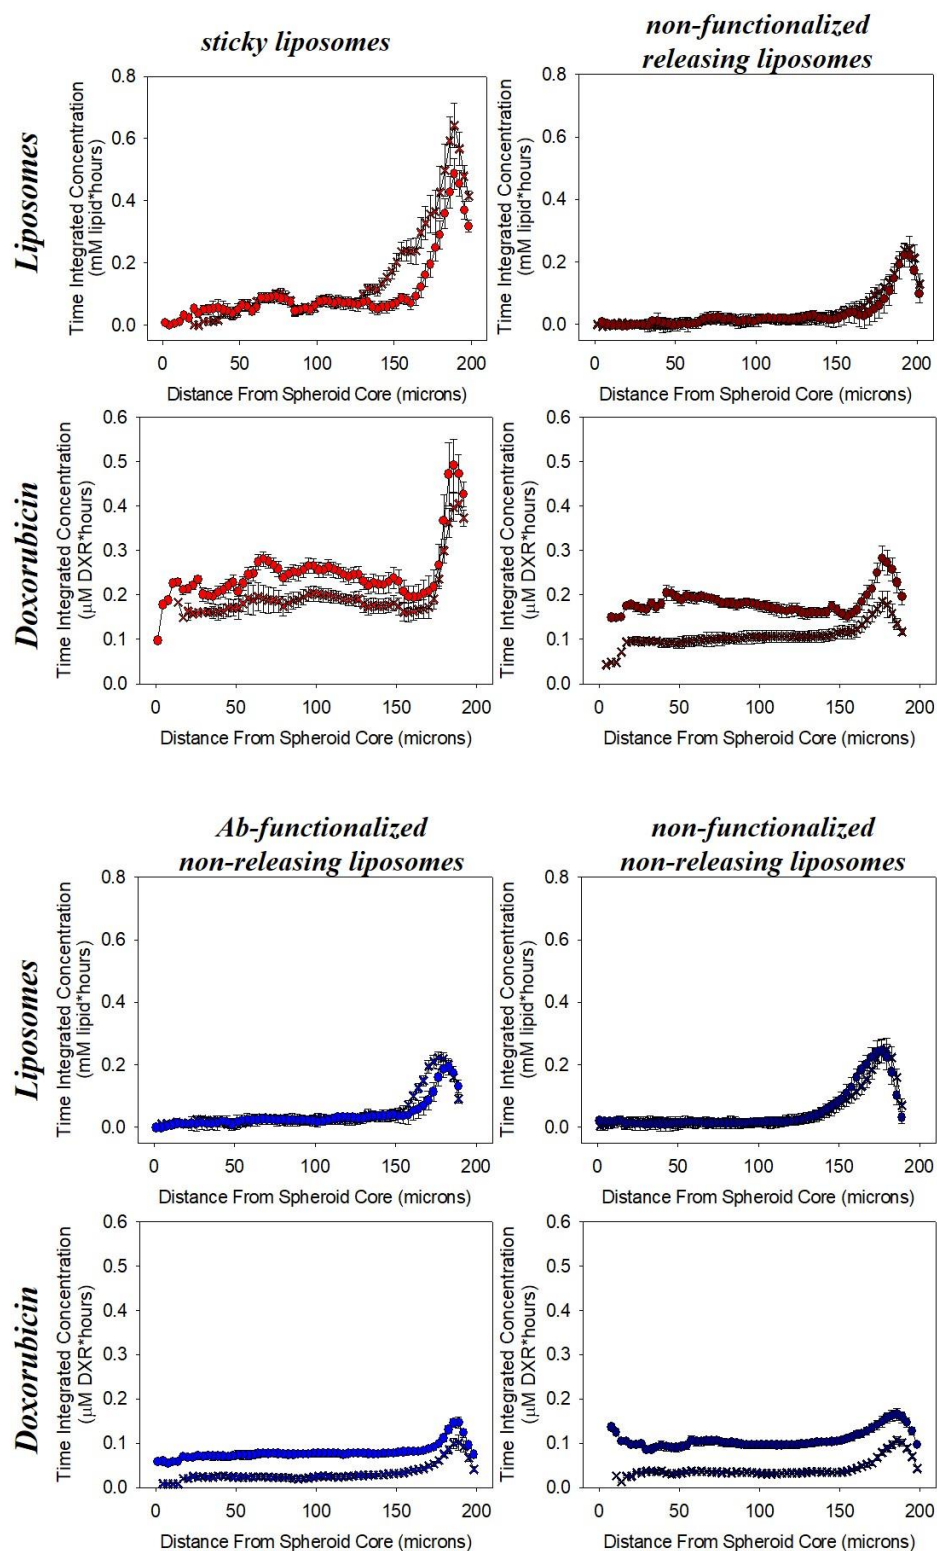 sticky liposomes
non-functionalized
releasing liposomes
Liposomes
Time Integrated Concentration
(mM lipid*hours)
0.8
0.6
0.4
0.2
0.0
0 50 100 150 200
Distance From Spheroid Core (microns)
Time Integrated Concentration
(mM lipid*hours)
0.8
0.6
0.4
0.2
0.0
0 50 100 150 200
Distance From Spheroid Core (microns)
Doxorubicin
Time Integrated Concentration
(μM DXR*hours)
0.6
0.5
0.4
0.3
0.2
0.1
0.0
0 50 100 150 200
Distance From Spheroid Core (microns)
Time Integrated Concentration
(μM DXR*hours)
0.6
0.5
0.4
0.3
0.2
0.1
0.0
0 50 100 150 200
Distance From Spheroid Core (microns)
Ab-functionalized
non-releasing liposomes
non-functionalized
non-releasing liposomes
Liposomes
Time Integrated Concentration
(mM lipid*hours)
0.8
0.6
0.4
0.2
0.0
0 50 100 150 200
Distance From Spheroid Core (microns)
Time Integrated Concentration
(mM lipid*hours)
0.8
0.6
0.4
0.2
0.0
0 50 100 150 200
Distance From Spheroid Core (microns)
Doxorubicin
Time Integrated Concentration
(μM DXR*hours)
0.6
0.5
0.4
0.3
0.2
0.1
0.0
0 50 100 150 200
Distance From Spheroid Core (microns)
Time Integrated Concentration
(μM DXR*hours)
0.6
0.5
0.4
0.3
0.2
0.1
0.0
0 50 100 150 200
Distance From Spheroid Core (microns)